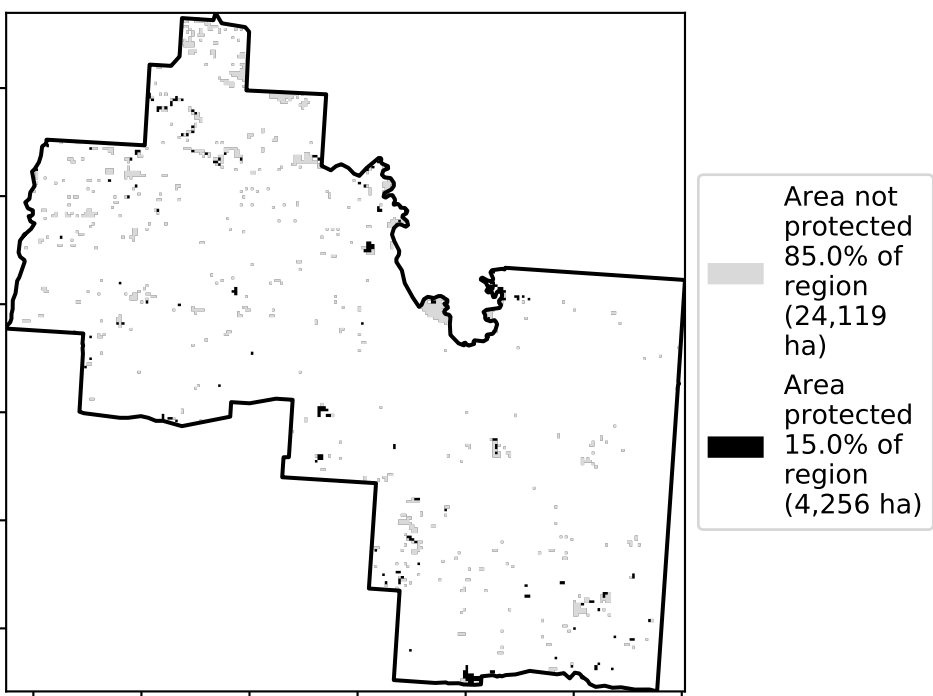 Area not
protected
85.0% of
region
(24,119
ha)
Area
protected
15.0% of
region
(4,256 ha)